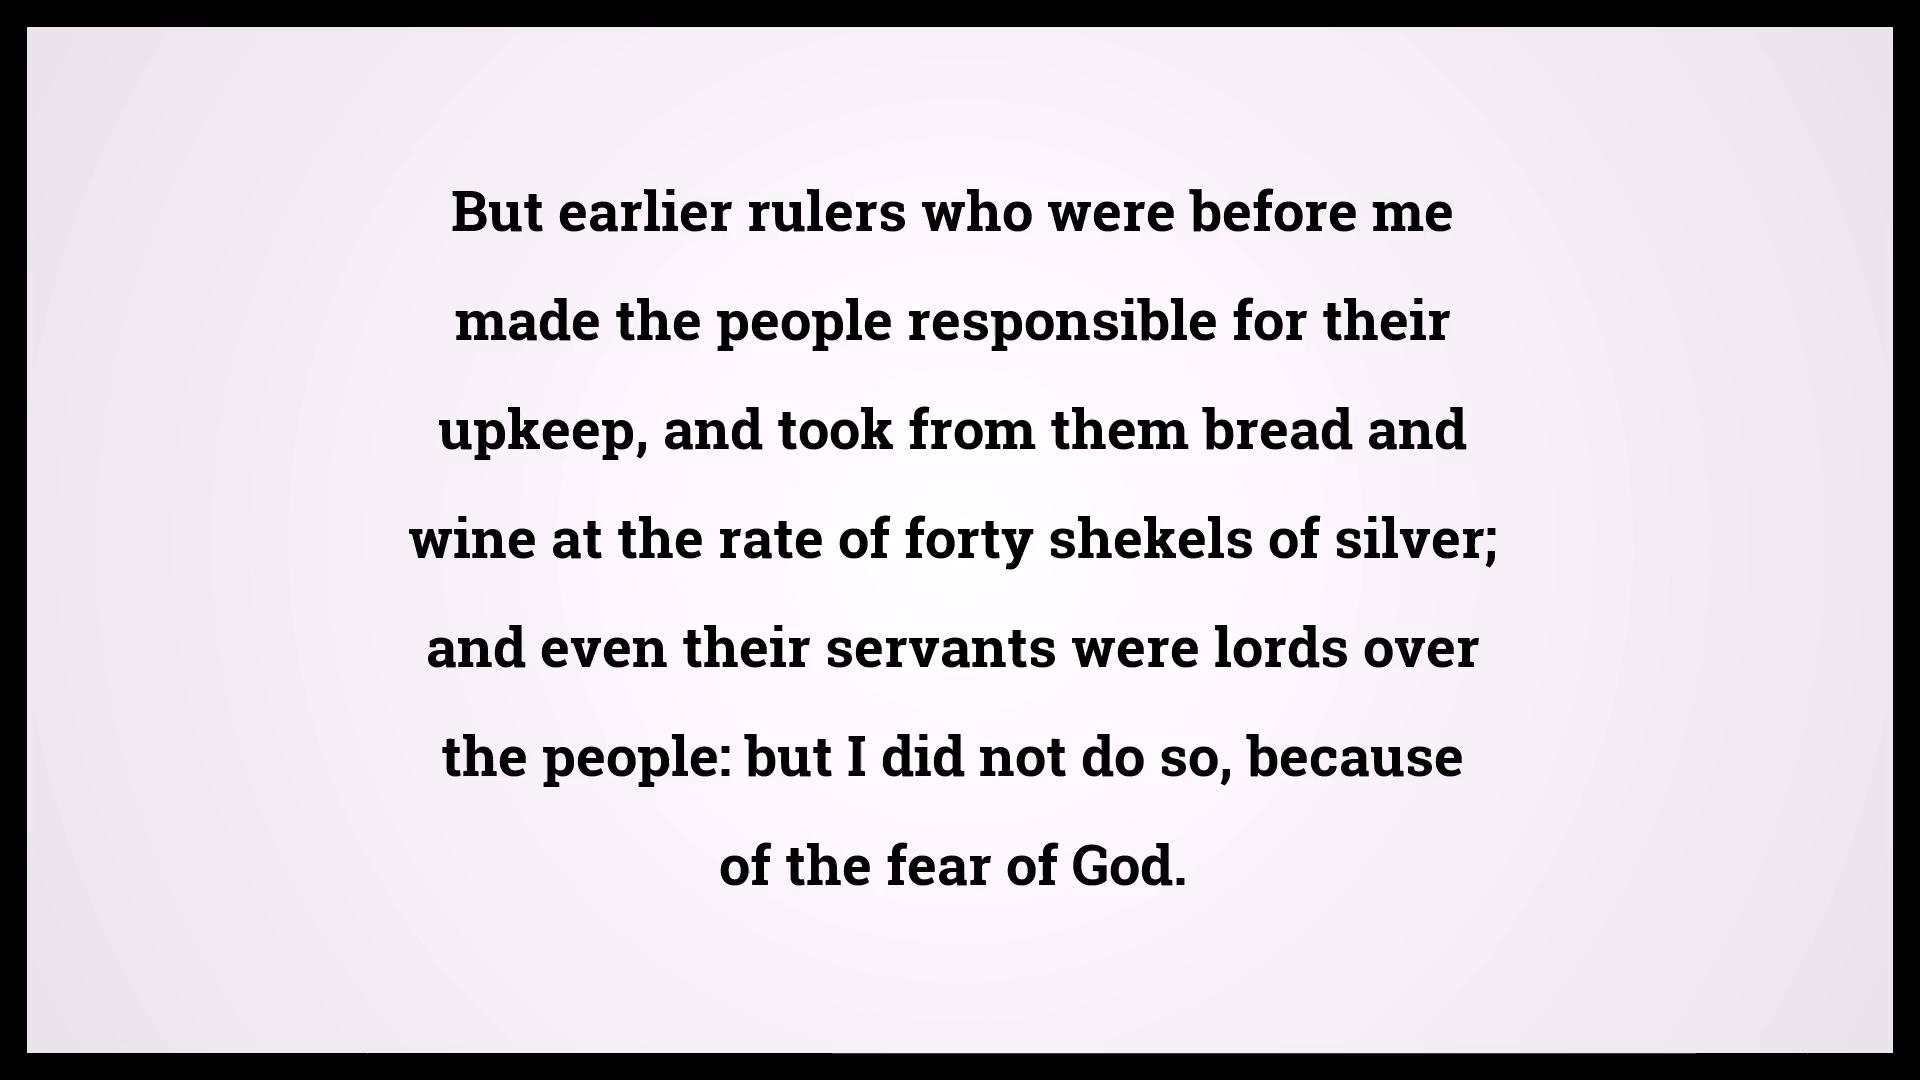 But earlier rulers who were before me
made the people responsible for their
upkeep, and took from them bread and
wine at the rate of forty shekels of silver;
and even their servants were lords over
the people: but I did not do so, because
of the fear of God.